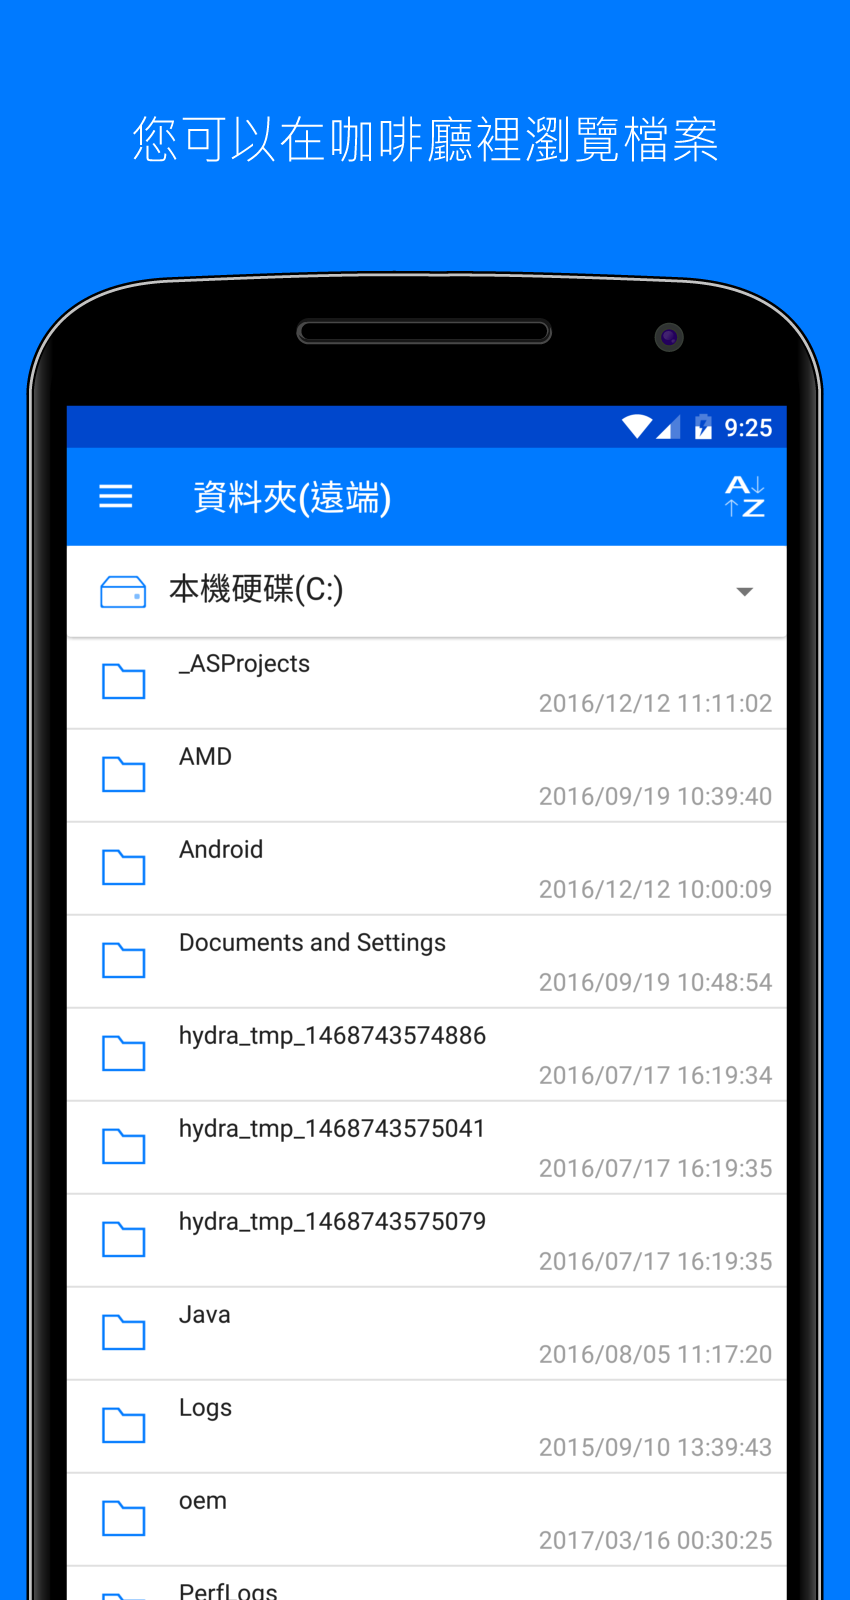 您可以在咖啡廳裡瀏覽檔案
9:25
資料夾(遠端)
A Z
本機硬碟(C:)
_ASProjects
2016/12/12 11:11:02
AMD
2016/09/19 10:39:40
Android
2016/12/12 10:00:09
Documents and Settings
2016/09/19 10:48:54
hydra_tmp_1468743574886
2016/07/17 16:19:34
hydra_tmp_1468743575041
2016/07/17 16:19:35
hydra_tmp_1468743575079
2016/07/17 16:19:35
Java
2016/08/05 11:17:20
Logs
2015/09/10 13:39:43
oem
2017/03/16 00:30:25
PerfLogs